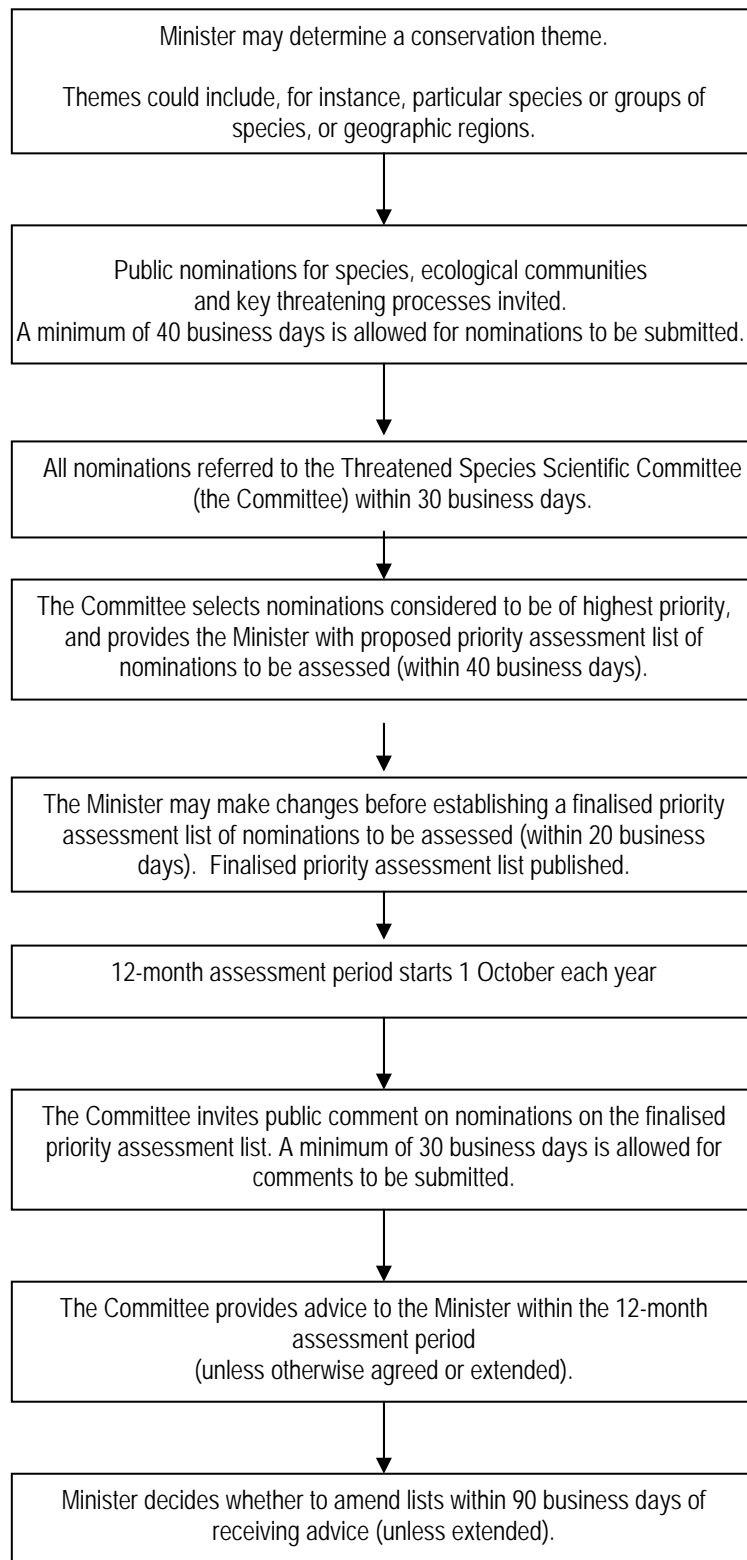 Minister may determine a conservation theme.
Themes could include, for instance, particular species or groups of
species, or geographic regions.
Public nominations for species, ecological communities
and key threatening processes invited.
A minimum of 40 business days is allowed for nominations to be submitted.
All nominations referred to the Threatened Species Scientific Committee
(the Committee) within 30 business days.
The Committee selects nominations considered to be of highest priority,
and provides the Minister with proposed priority assessment list of
nominations to be assessed (within 40 business days).
The Minister may make changes before establishing a finalised priority
assessment list of nominations to be assessed (within 20 business
days).  Finalised priority assessment list published.
12-month assessment period starts 1 October each year
The Committee invites public comment on nominations on the finalised
priority assessment list. A minimum of 30 business days is allowed for
comments to be submitted.
The Committee provides advice to the Minister within the 12-month
assessment period
(unless otherwise agreed or extended).
Minister decides whether to amend lists within 90 business days of
receiving advice (unless extended).